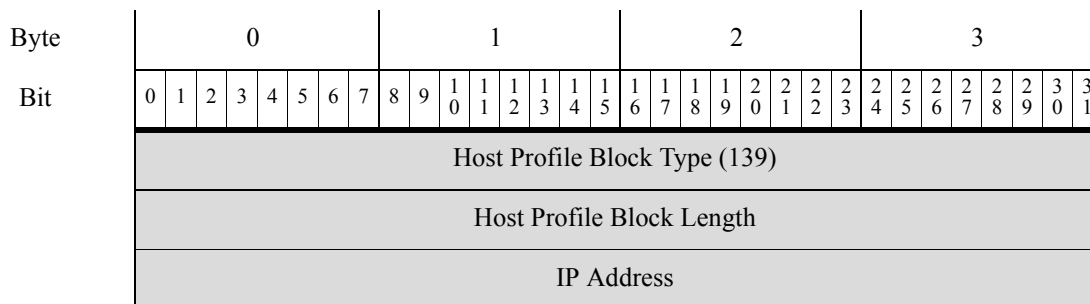 Byte 0 1 2 3
Bit 0 1 2 3 4 5 6 7 8 9 10 11 12 13 14 15 16 17 18 19 20 21 22 23 24 25 26 27 28 29 30 31
Host Profile Block Type (139)
Host Profile Block Length
IP Address